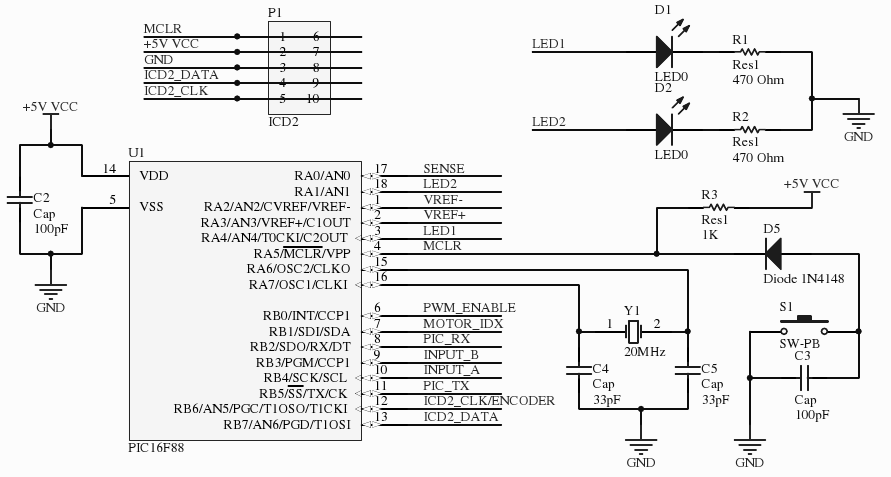 P1
MCLR 1 6
+5V VCC 2 7
GND 3 8
ICD2_DATA 4 9
ICD2_CLK 5 10
ICD2
D1
LED1
LED0
R1
Res1
470 Ohm
D2
LED2
LED0
R2
Res1
470 Ohm
GND
+5V VCC
C2
Cap
100pF
GND
U1
14 VDD
5 VSS
RA0/AN0 17 SENSE
RA1/AN1 18 LED2
RA2/AN2/CVREF/VREF- 1 VREF-
RA3/AN3/VREF+/C1OUT 2 VREF+
RA4/AN4/T0CKI/C2OUT 3 LED1
RA5/MCLR/VPP 4 MCLR
RA6/OSC2/CLKO 15
RA7/OSC1/CLKI 16
RB0/INT/CCP1 6 PWM_ENABLE
RB1/SDI/SDA 7 MOTOR_IDX
RB2/SDO/RX/DT 8 PIC_RX
RB3/PGM/CCP1 9 INPUT_B
RB4/SCK/SCL 10 INPUT_A
RB5/SS/TX/CK 11 PIC_TX
RB6/AN5/PGC/T1OSO/T1CKI 12 ICD2_CLK/ENCODER
RB7/AN6/PGD/T1OSI 13 ICD2_DATA
PIC16F88
+5V VCC
R3
Res1
1K
D5
Diode 1N4148
Y1
1 2
20MHz
C4
Cap
33pF
C5
Cap
33pF
GND
S1
SW-PB
C3
Cap
100pF
GND